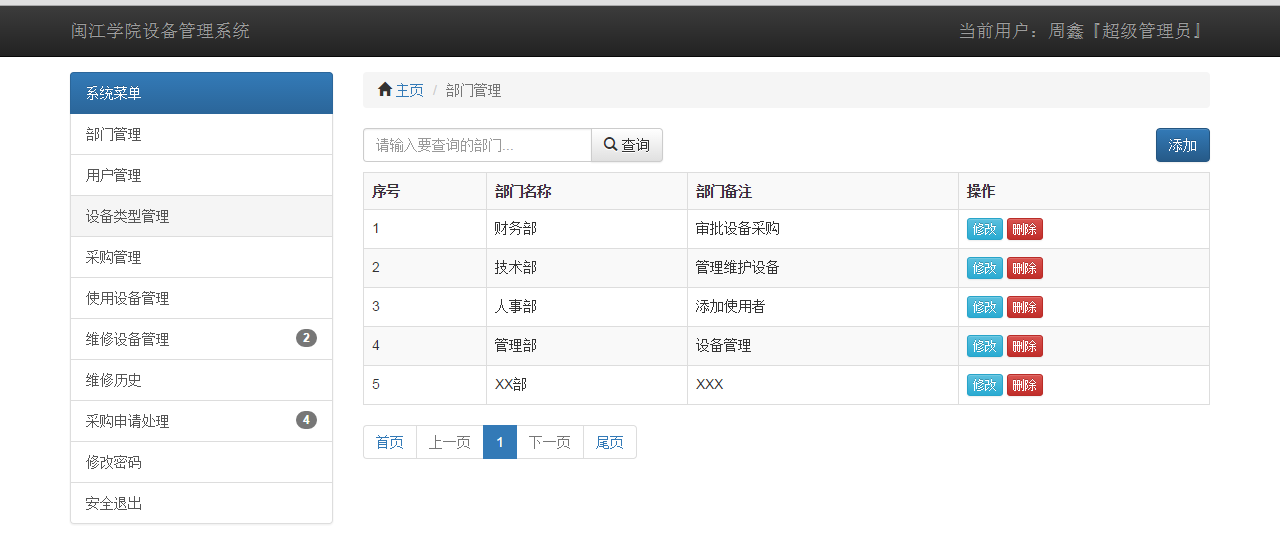 闽江学院设备管理系统
当前用户：周鑫『超级管理员』
系统菜单
部门管理
用户管理
设备类型管理
采购管理
使用设备管理
维修设备管理 2
维修历史
采购申请处理 4
修改密码
安全退出
主页 / 部门管理
请输入要查询的部门... 查询 添加
序号 部门名称 部门备注 操作
1 财务部 审批设备采购 修改 删除
2 技术部 管理维护设备 修改 删除
3 人事部 添加使用者 修改 删除
4 管理部 设备管理 修改 删除
5 XX部 XXX 修改 删除
首页 上一页 1 下一页 尾页